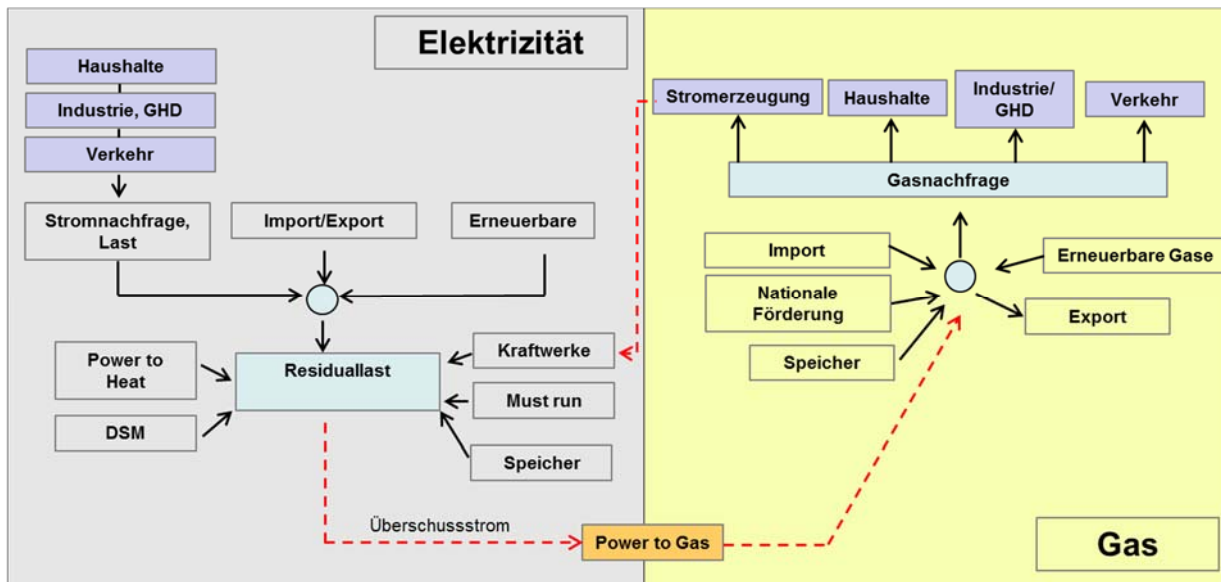 Elektrizität
Haushalte
Industrie, GHD
Verkehr
Stromnachfrage,
Last
Import/Export
Erneuerbare
Power to
Heat
Residuallast
Kraftwerke
DSM
Must run
Speicher
Überschussstrom
Power to Gas
Stromerzeugung
Haushalte
Industrie/
GHD
Verkehr
Gasnachfrage
Import
Erneuerbare Gase
Nationale
Förderung
Export
Speicher
Gas